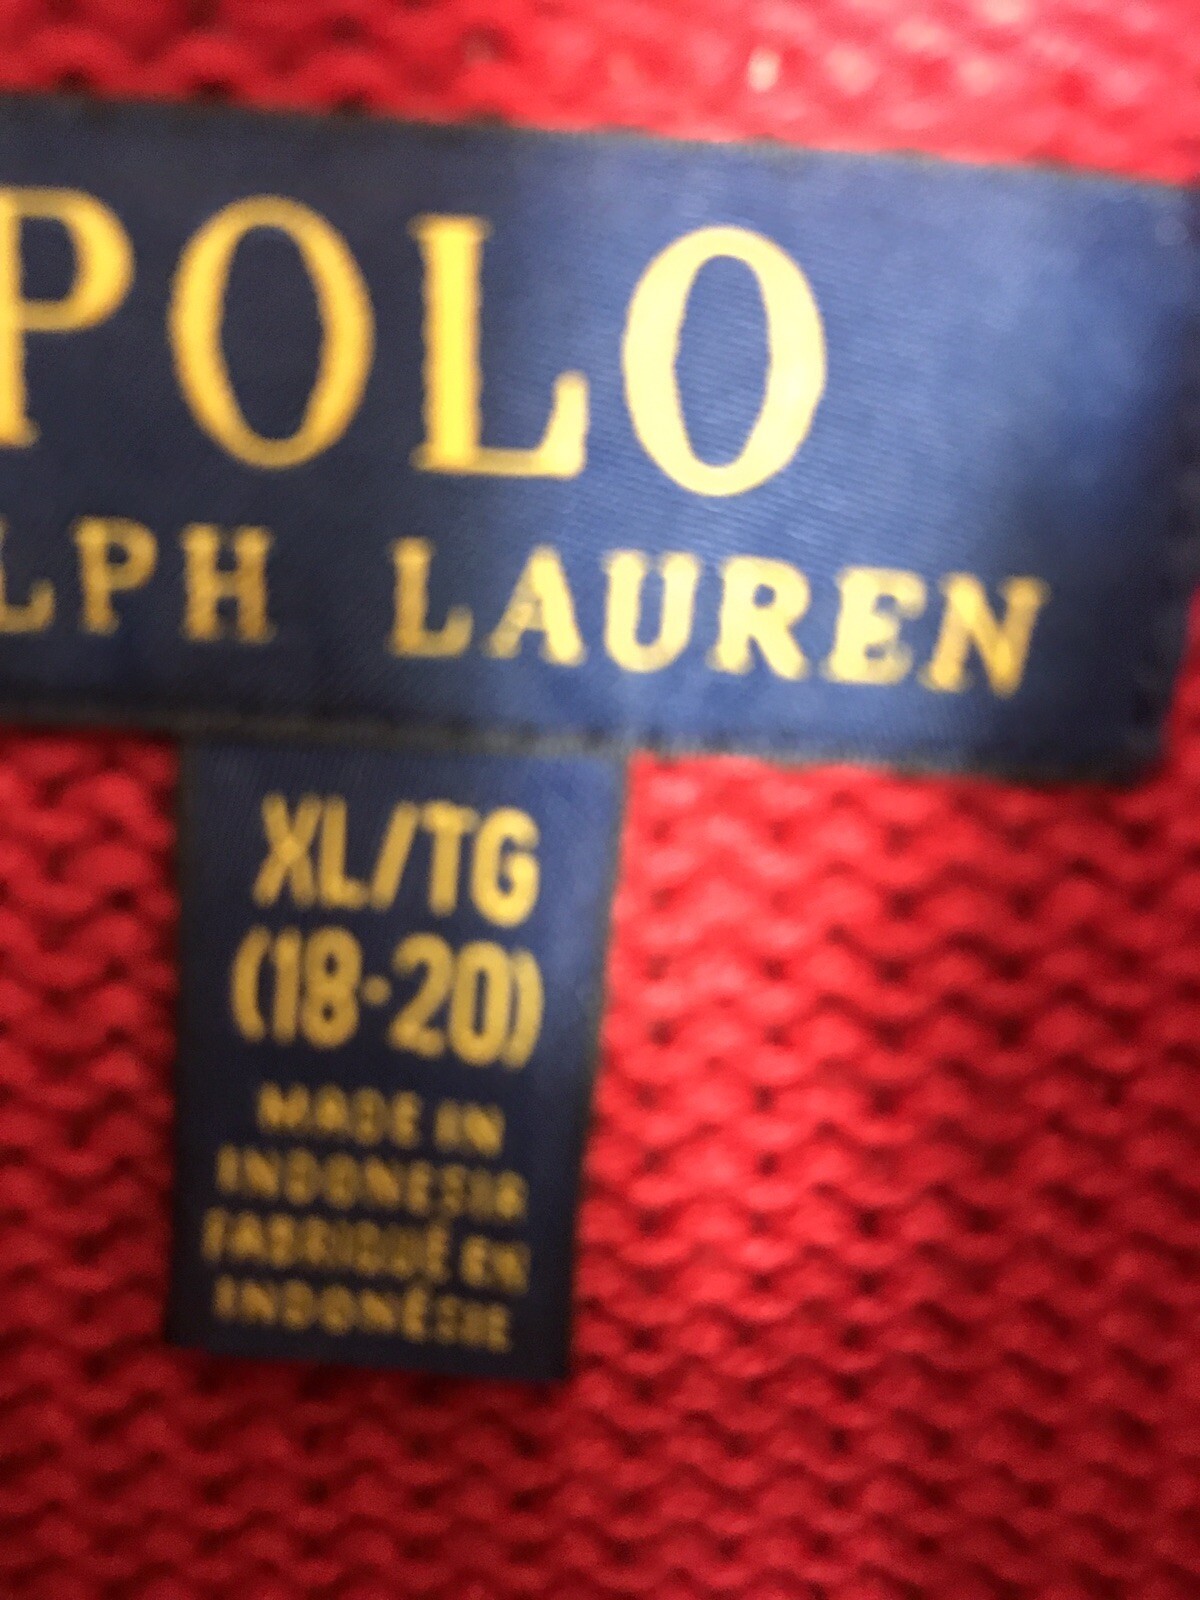 POLO
LPH LAUREN
XL/TG
(18-20)
MADE IN
INDONESIA
FABRIQUÉ EN
INDONÉSIE